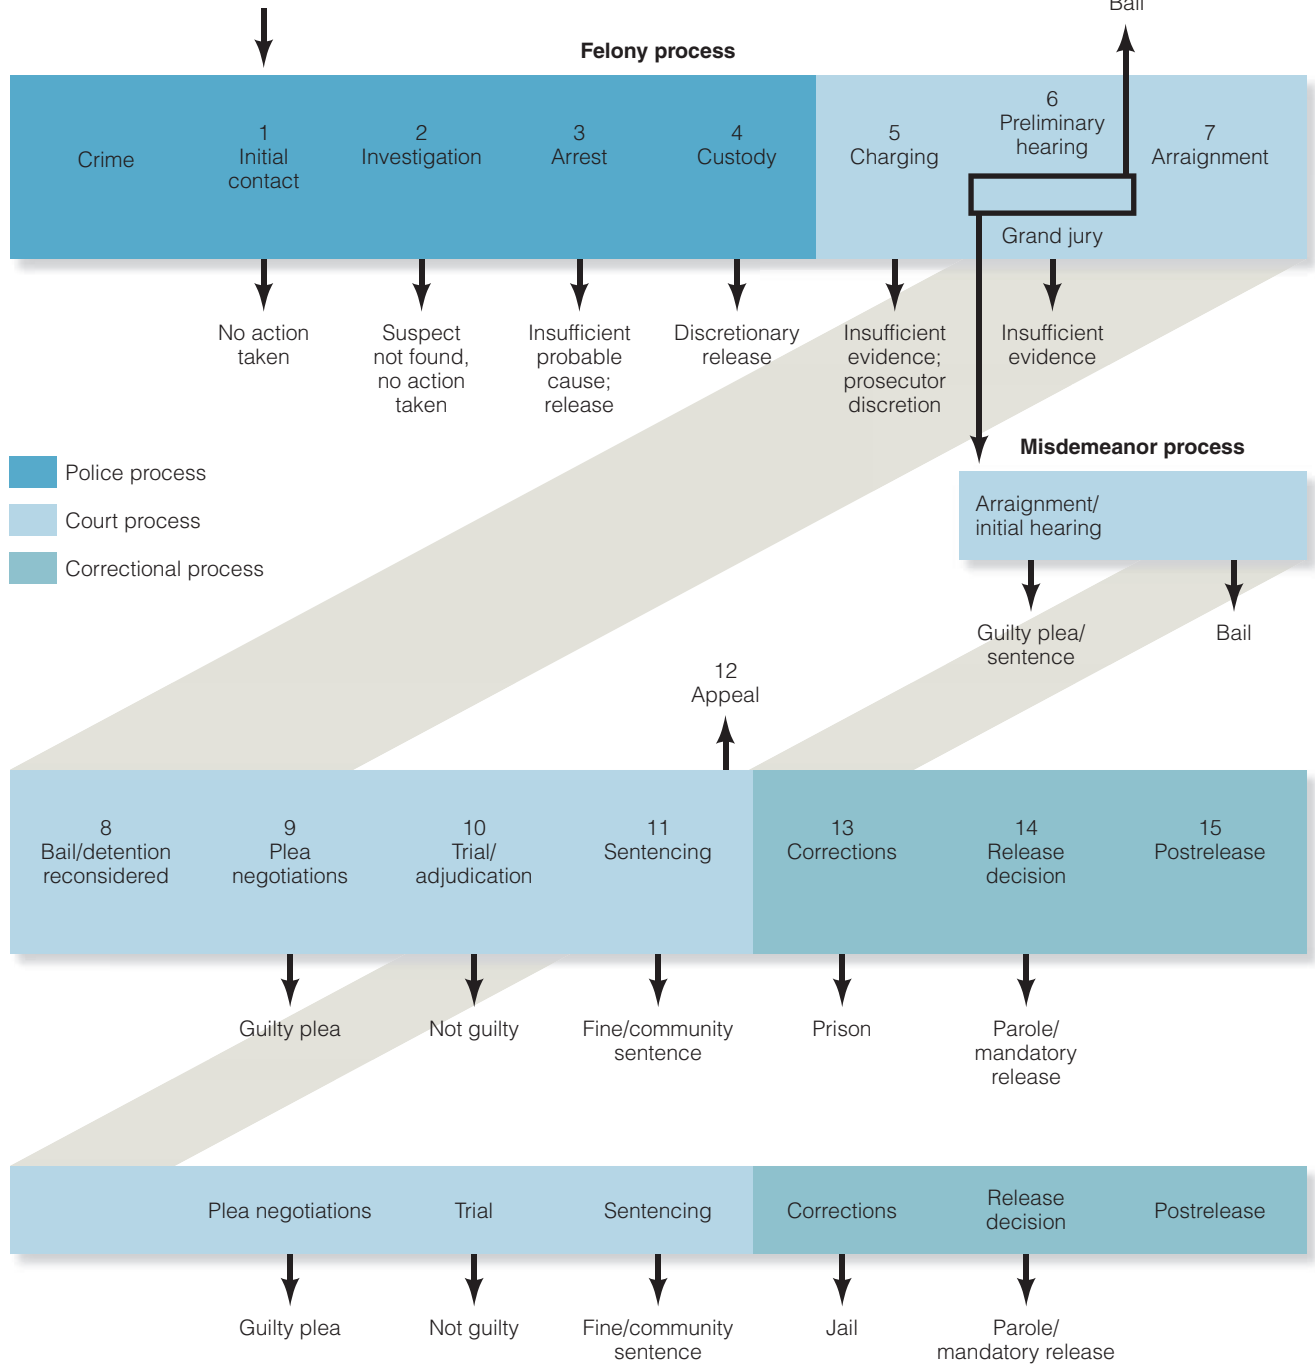 Bail
Felony process
Crime
1
Initial
contact
2
Investigation
3
Arrest
4
Custody
5
Charging
6
Preliminary
hearing
Grand jury
7
Arraignment
No action
taken
Suspect
not found,
no action
taken
Insufficient
probable
cause;
release
Discretionary
release
Insufficient
evidence;
prosecutor
discretion
Insufficient
evidence
Police process
Court process
Correctional process
Misdemeanor process
Arraignment/
initial hearing
Guilty plea/
sentence
Bail
12
Appeal
8
Bail/detention
reconsidered
9
Plea
negotiations
10
Trial/
adjudication
11
Sentencing
13
Corrections
14
Release
decision
15
Postrelease
Guilty plea
Not guilty
Fine/community
sentence
Prison
Parole/
mandatory
release
Plea negotiations
Trial
Sentencing
Corrections
Release
decision
Postrelease
Guilty plea
Not guilty
Fine/community
sentence
Jail
Parole/
mandatory release